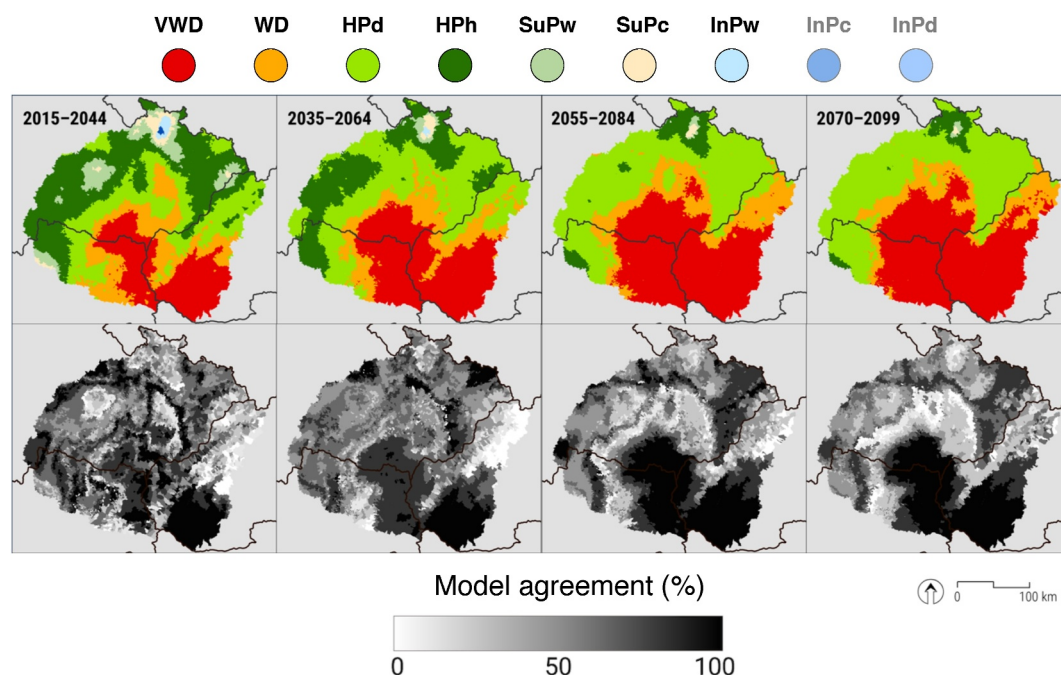 VWD WD HPd HPh SuPw SuPc InPw InPc InPd
2015-2044 2035-2064 2055-2084 2070-2099
Model agreement (%)
0 100 km
0 50 100